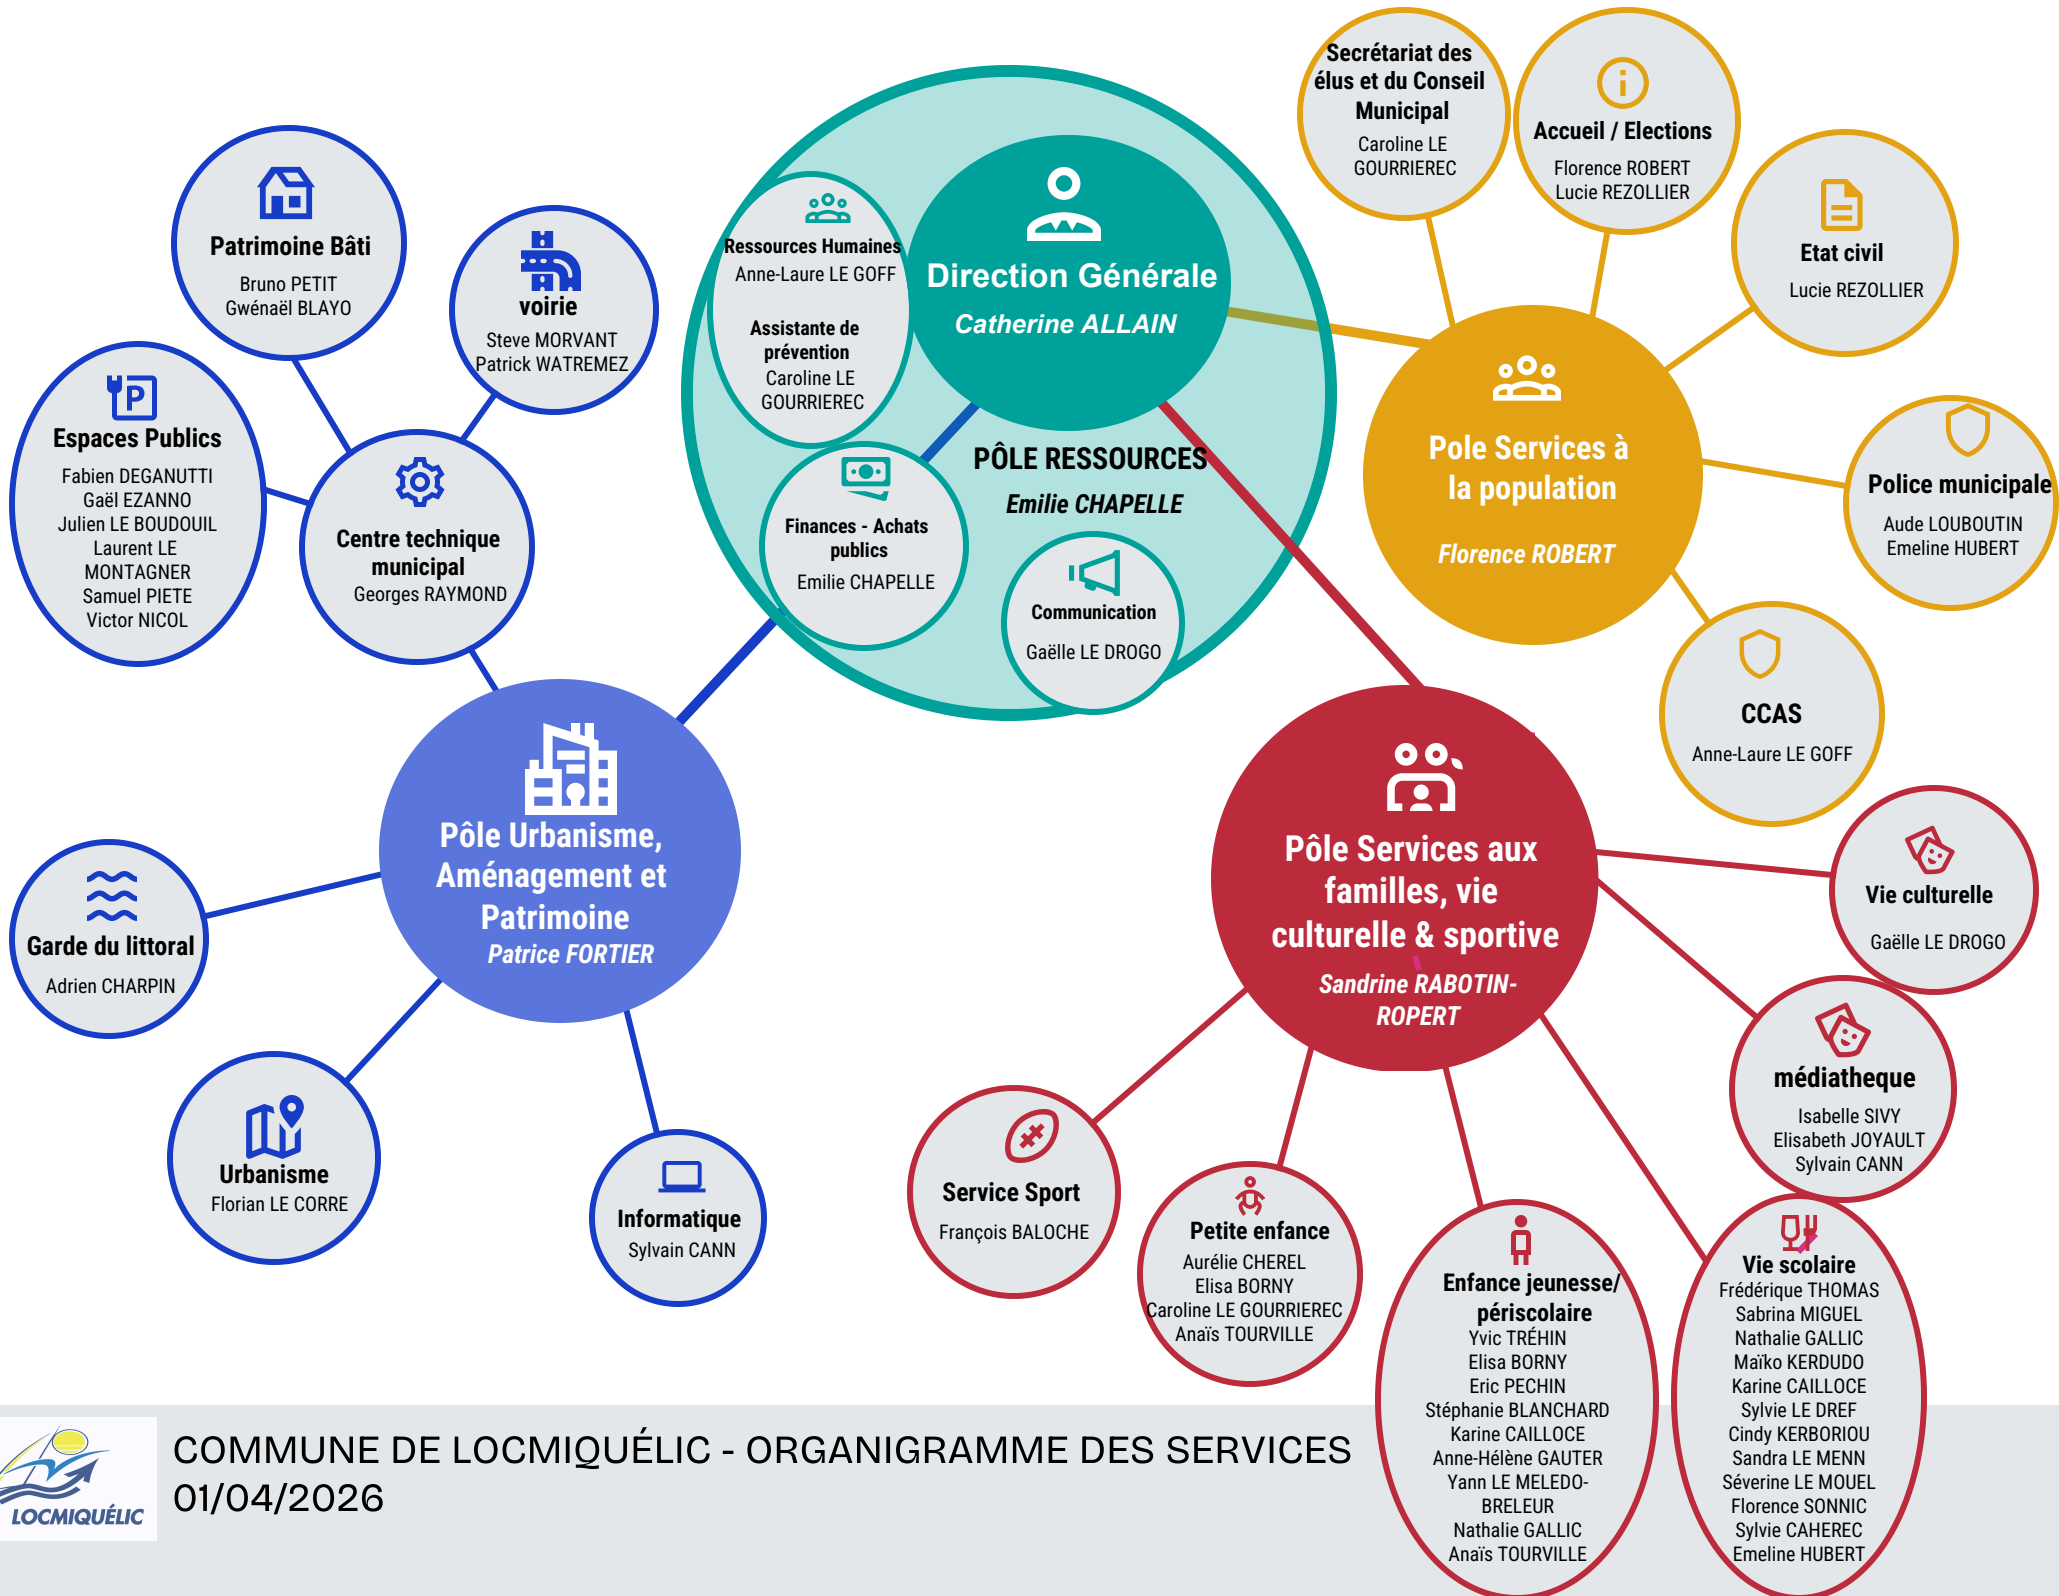 Secrétariat des
élus et du Conseil
Municipal
Caroline LE
GOURRIEREC
Accueil / Elections
Florence ROBERT
Lucie REZOLLIER
Etat civil
Lucie REZOLLIER
Patrimoine Bâti
Bruno PETIT
Gwénaël BLAYO
voirie
Steve MORVANT
Patrick WATREMEZ
Ressources Humaines
Anne-Laure LE GOFF
Assistante de
prévention
Caroline LE
GOURRIEREC
Direction Générale
Catherine ALLAIN
P
Espaces Publics
Fabien DEGANUTTI
Gaël EZANNO
Julien LE BOUDOUIL
Laurent LE
MONTAGNER
Samuel PIETE
Victor NICOL
Centre technique
municipal
Georges RAYMOND
PÔLE RESSOURCES
Emilie CHAPELLE
Finances - Achats
publics
Emilie CHAPELLE
Communication
Gaëlle LE DROGO
Pole Services à
la population
Florence ROBERT
Police municipale
Aude LOUBOUTIN
Emeline HUBERT
CCAS
Anne-Laure LE GOFF
Pôle Urbanisme,
Aménagement et
Patrimoine
Patrice FORTIER
Garde du littoral
Adrien CHARPIN
Urbanisme
Florian LE CORRE
Informatique
Sylvain CANN
Pôle Services aux
familles, vie
culturelle & sportive
Sandrine RABOTIN-
ROPERT
Vie culturelle
Gaëlle LE DROGO
médiatheque
Isabelle SIVY
Elisabeth JOYAULT
Sylvain CANN
Service Sport
François BALOCHE
Petite enfance
Aurélie CHEREL
Elisa BORNY
Caroline LE GOURRIEREC
Anaïs TOURVILLE
Enfance jeunesse/
périscolaire
Yvic TRÉHIN
Elisa BORNY
Eric PECHIN
Stéphanie BLANCHARD
Karine CAILLOCE
Anne-Hélène GAUTER
Yann LE MELEDO-
BRELEUR
Nathalie GALLIC
Anaïs TOURVILLE
Vie scolaire
Frédérique THOMAS
Sabrina MIGUEL
Nathalie GALLIC
Maïko KERDUDO
Karine CAILLOCE
Sylvie LE DREF
Cindy KERBORIOU
Sandra LE MENN
Séverine LE MOUEL
Florence SONNIC
Sylvie CAHEREC
Emeline HUBERT
LOCMIQUÉLIC
COMMUNE DE LOCMIQUÉLIC - ORGANIGRAMME DES SERVICES
01/04/2026